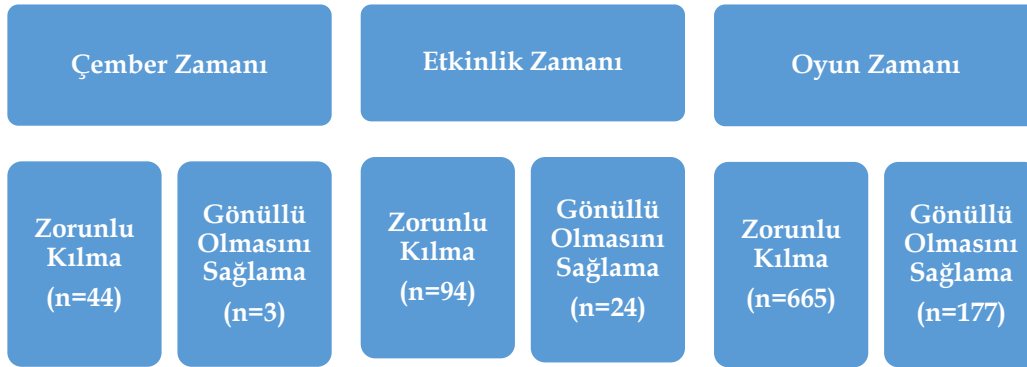 Çember Zamanı
Etkinlik Zamanı
Oyun Zamanı
Zorunlu
Kılma
(n=44)
Gönüllü
Olmasını
Sağlama
(n=3)
Zorunlu
Kılma
(n=94)
Gönüllü
Olmasını
Sağlama
(n=24)
Zorunlu
Kılma
(n=665)
Gönüllü
Olmasını
Sağlama
(n=177)